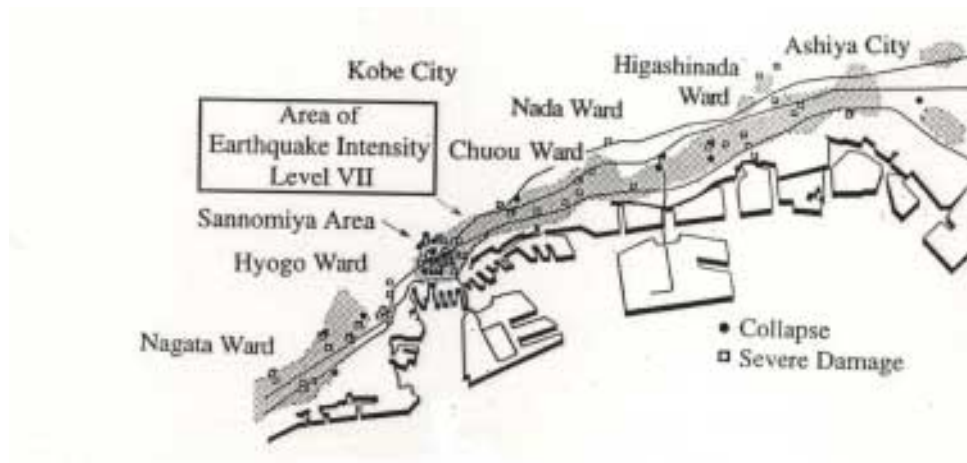 Ashiya City
Higashinada
Ward
Kobe City
Nada Ward
Area of
Earthquake Intensity
Level VII
Chuou Ward
Sannomiya Area
Hyogo Ward
Nagata Ward
Collapse
Severe Damage